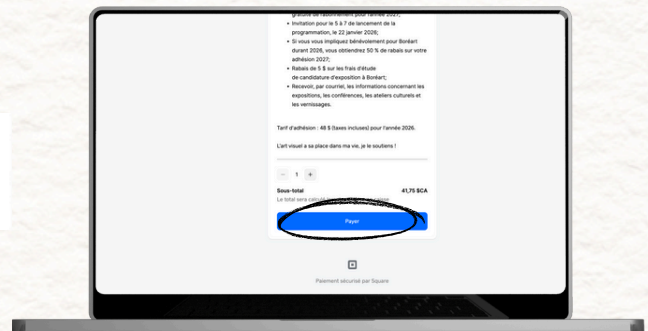 gratuite de l'abonnement pour l'année 2027;
• Invitation pour le 5 à 7 de lancement de la
programmation, le 22 janvier 2026;
• Si vous vous impliquez bénévolement pour Boréart
durant 2026, vous obtiendrez 50 % de rabais sur votre
adhésion 2027;
• Rabais de 5 $ sur les frais d'étude
de candidature d'exposition à Boréart;
• Recevoir, par courriel, les informations concernant les
expositions, les conférences, les ateliers culturels et
les vernissages.
Tarif d'adhésion : 48 $ (taxes incluses) pour l'année 2026.
L'art visuel a sa place dans ma vie, je le soutiens !
− 1 +
Sous-total 41,75 $CA
Le total sera calculé
Payer
Paiement sécurisé par Square